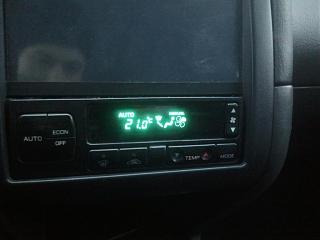 AUTO
21.0°C
ECON
AUTO
OFF
TEMP
MODE